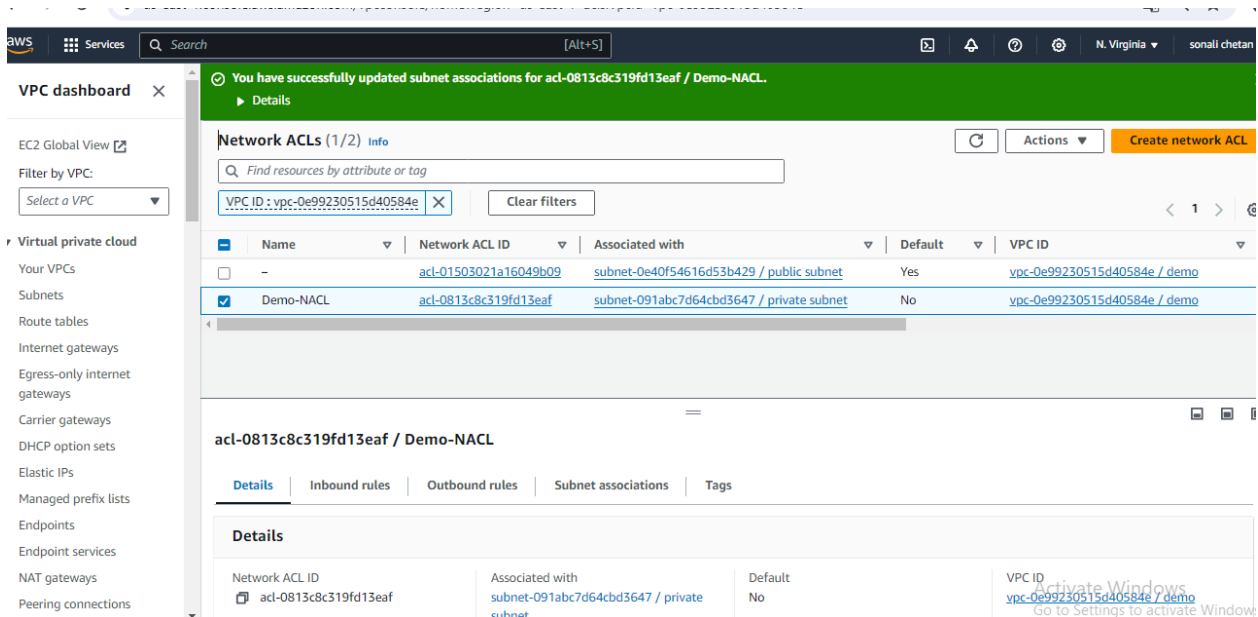 aws Services Search [Alt+S] N. Virginia sonali chetan
VPC dashboard
EC2 Global View
Filter by VPC:
Select a VPC
Virtual private cloud
Your VPCs
Subnets
Route tables
Internet gateways
Egress-only internet
gateways
Carrier gateways
DHCP option sets
Elastic IPs
Managed prefix lists
Endpoints
Endpoint services
NAT gateways
Peering connections
You have successfully updated subnet associations for acl-0813c8c319fd13eaf / Demo-NACL.
Details
Network ACLs (1/2) Info
Actions
Create network ACL
Find resources by attribute or tag
VPC ID : vpc-0e99230515d40584e
Clear filters
1
Name Network ACL ID Associated with Default VPC ID
– acl-01503021a16049b09 subnet-0e40f54616d53b429 / public subnet Yes vpc-0e99230515d40584e / demo
Demo-NACL acl-0813c8c319fd13eaf subnet-091abc7d64cbd3647 / private subnet No vpc-0e99230515d40584e / demo
acl-0813c8c319fd13eaf / Demo-NACL
Details Inbound rules Outbound rules Subnet associations Tags
Details
Network ACL ID Associated with Default VPC ID
acl-0813c8c319fd13eaf subnet-091abc7d64cbd3647 / private No vpc-0e99230515d40584e / demo
subnet
Activate Windows
Go to Settings to activate Windows